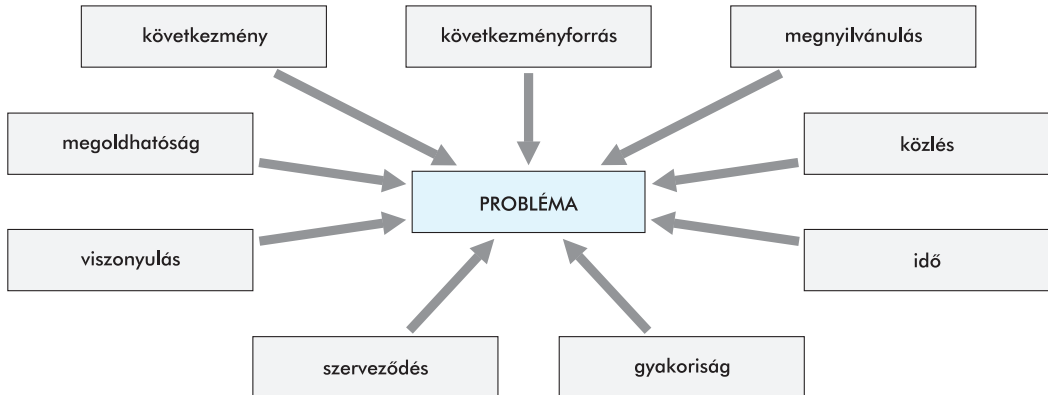 következmény
következményforrás
megnyilvánulás
megoldhatóság
közlés
PROBLÉMA
viszonyulás
idő
szerveződés
gyakoriság